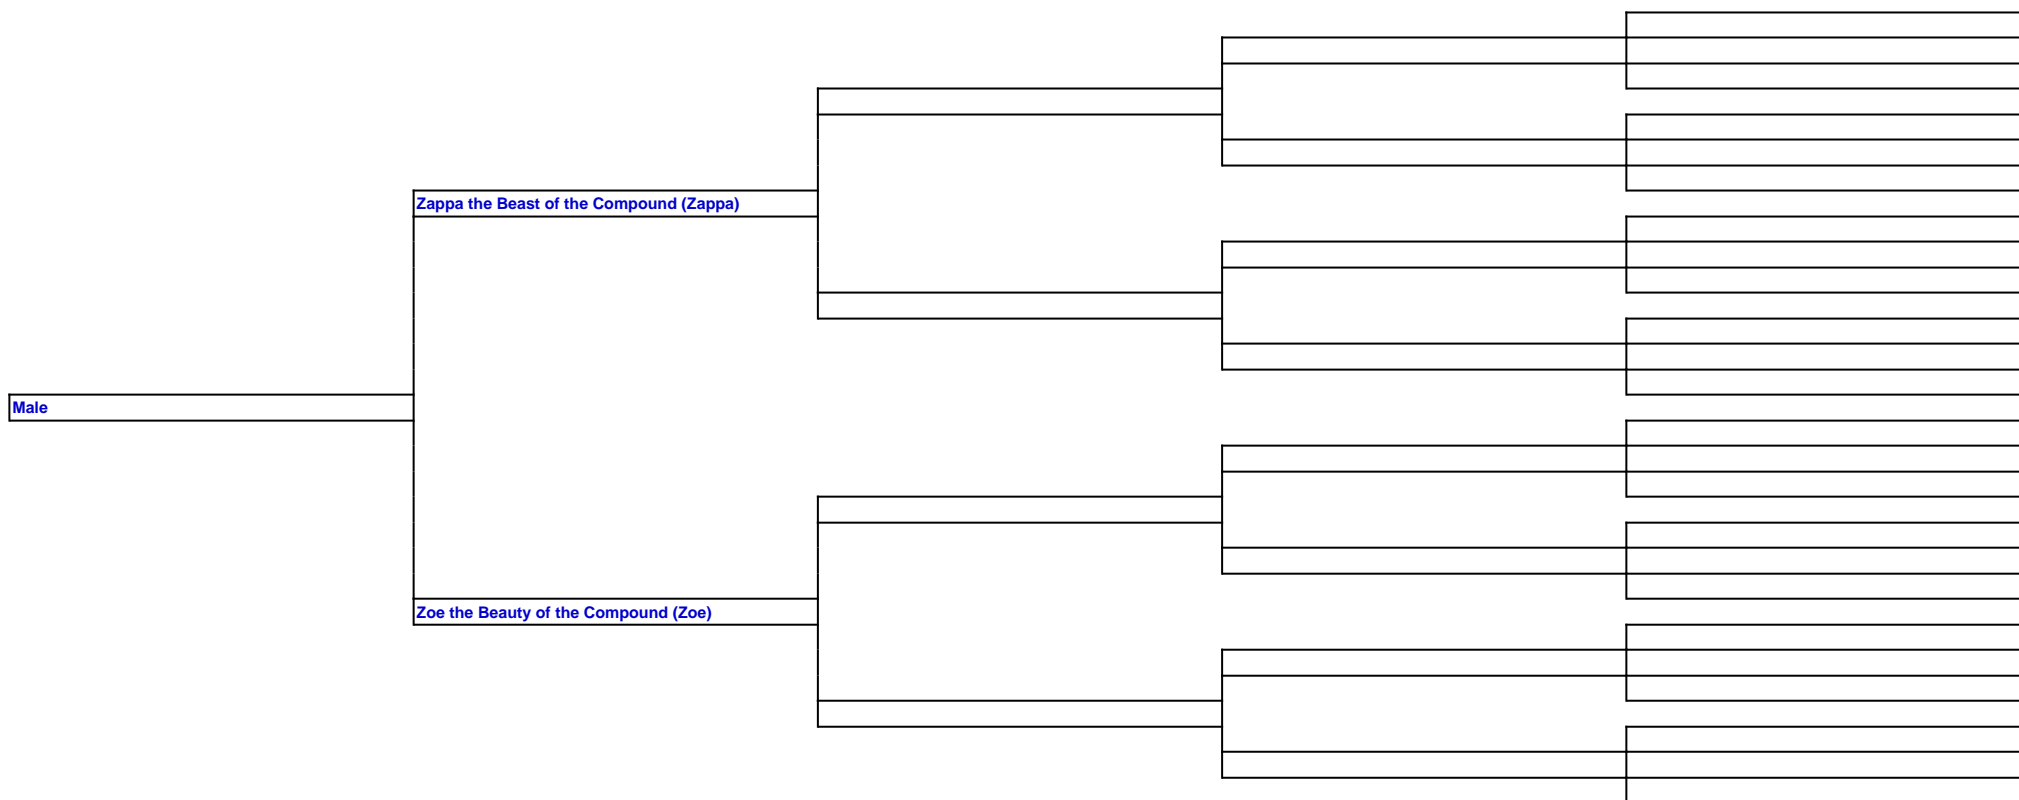 Zappa the Beast of the Compound (Zappa)
Male
Zoe the Beauty of the Compound (Zoe)